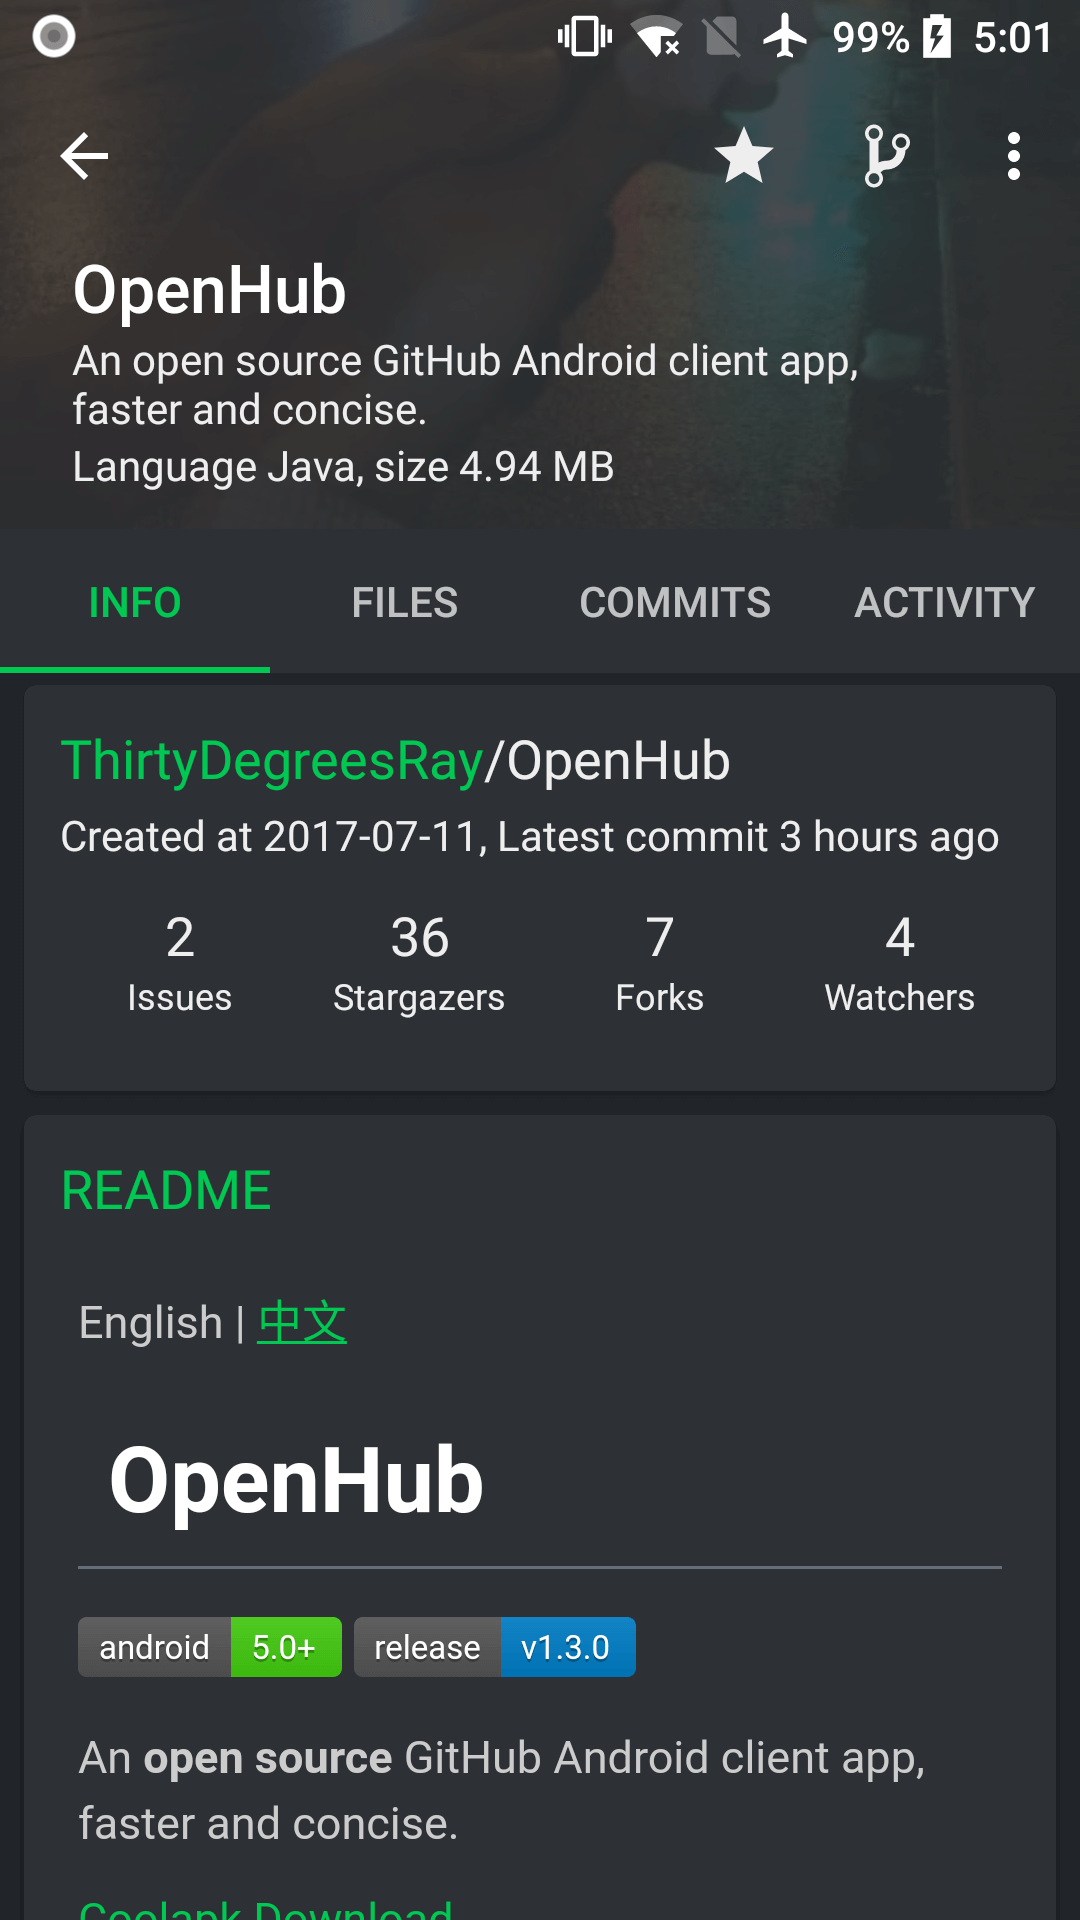 99% 5:01
OpenHub
An open source GitHub Android client app,
faster and concise.
Language Java, size 4.94 MB
INFO FILES COMMITS ACTIVITY
ThirtyDegreesRay/OpenHub
Created at 2017-07-11, Latest commit 3 hours ago
2 36 7 4
Issues Stargazers Forks Watchers
README
English | 中文
OpenHub
android 5.0+ release v1.3.0
An open source GitHub Android client app,
faster and concise.
Coolapk Download